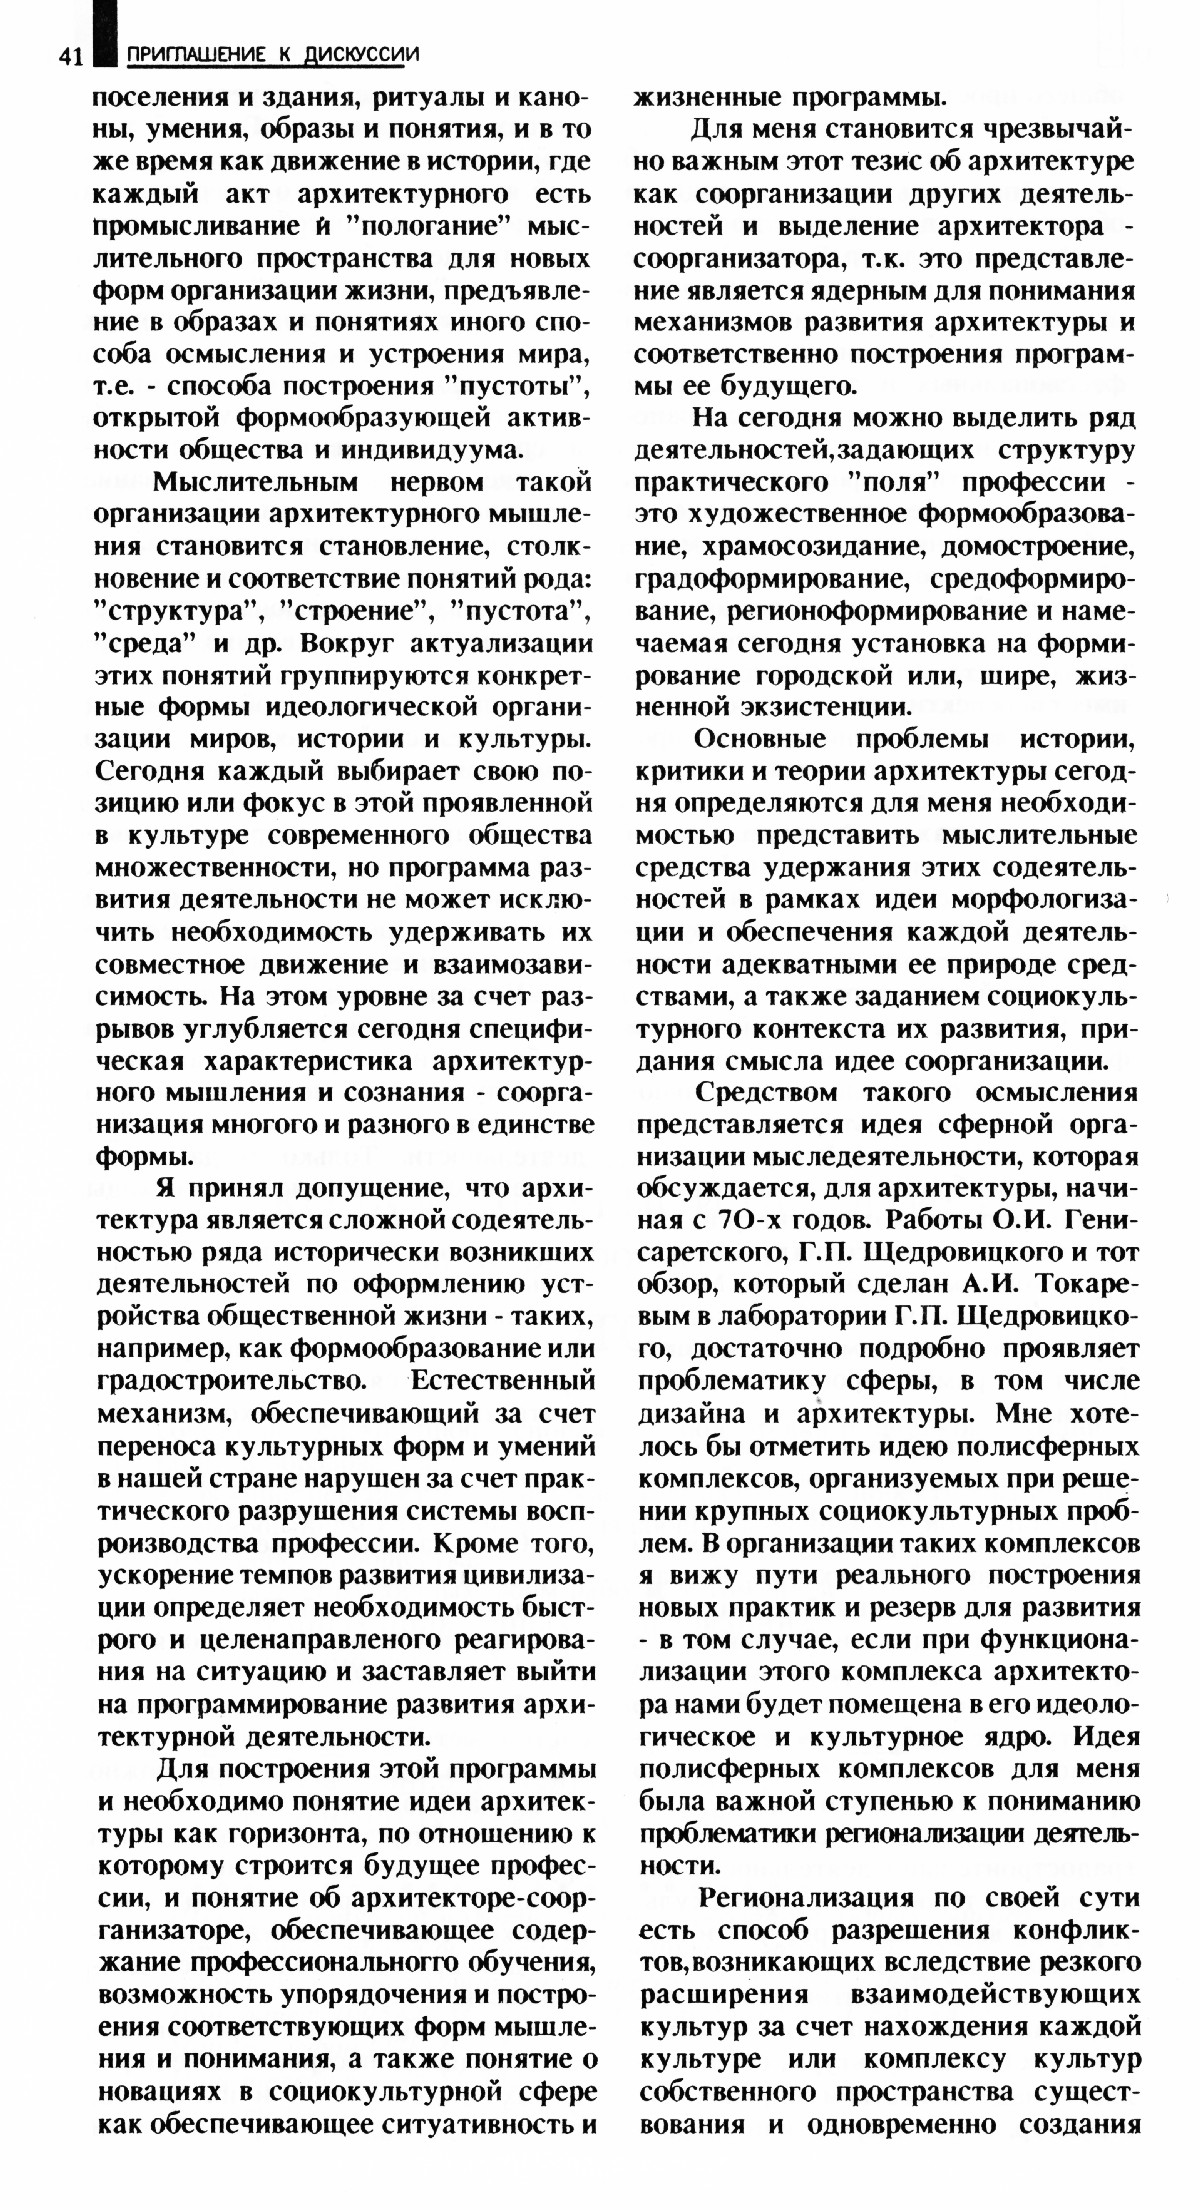 41 ПРИГЛАШЕНИЕ К ДИСКУССИИ
поселения и здания, ритуалы и кано-
ны, умения, образы и понятия, и в то
же время как движение в истории, где
каждый акт архитектурного есть
промысливание и ”пологание” мыс-
лительного пространства для новых
форм организации жизни, предъявле-
ние в образах и понятиях иного спо-
соба осмысления и устроения мира,
т.е. - способа построения ”пустоты”,
открытой формообразующей актив-
ности общества и индивидуума.
Мыслительным нервом такой
организации архитектурного мышле-
ния становится становление, столк-
новение и соответствие понятий рода:
”структура”, ”строение”, ”пустота”,
”среда” и др. Вокруг актуализации
этих понятий группируются конкрет-
ные формы идеологической органи-
зации миров, истории и культуры.
Сегодня каждый выбирает свою по-
зицию или фокус в этой проявленной
в культуре современного общества
множественности, но программа раз-
вития деятельности не может исклю-
чить необходимость удерживать их
совместное движение и взаимозави-
симость. На этом уровне за счет раз-
рывов углубляется сегодня специфи-
ческая характеристика архитектур-
ного мышления и сознания - соорга-
низация многого и разного в единстве
формы.
Я принял допущение, что архи-
тектура является сложной содеятель-
ностью ряда исторически возникших
деятельностей по оформлению уст-
ройства общественной жизни - таких,
например, как формообразование или
градостроительство. Естественный
механизм, обеспечивающий за счет
переноса культурных форм и умений
в нашей стране нарушен за счет прак-
тического разрушения системы восп-
роизводства профессии. Кроме того,
ускорение темпов развития цивилиза-
ции определяет необходимость быст-
рого и целенаправленого реагирова-
ния на ситуацию и заставляет выйти
на программирование развития архи-
тектурной деятельности.
Для построения этой программы
и необходимо понятие идеи архитек-
туры как горизонта, по отношению к
которому строится будущее профес-
сии, и понятие об архитекторе-соор-
ганизаторе, обеспечивающее содер-
жание профессиональногго обучения,
возможность упорядочения и постро-
ения соответствующих форм мышле-
ния и понимания, а также понятие о
новациях в социокультурной сфере
как обеспечивающее ситуативность и
жизненные программы.
Для меня становится чрезвычай-
но важным этот тезис об архитектуре
как соорганизации других деятель-
ностей и выделение архитектора -
соорганизатора, т.к. это представле-
ние является ядерным для понимания
механизмов развития архитектуры и
соответственно построения програм-
мы ее будущего.
На сегодня можно выделить ряд
деятельностей,задающих структуру
практического ”поля” профессии -
это художественное формообразова-
ние, храмосозидание, домостроение,
градоформирование, средоформиро-
вание, регионоформирование и наме-
чаемая сегодня установка на форми-
рование городской или, шире, жиз-
ненной экзистенции.
Основные проблемы истории,
критики и теории архитектуры сегод-
ня определяются для меня необходи-
мостью представить мыслительные
средства удержания этих содеятель-
ностей в рамках идеи морфологиза-
ции и обеспечения каждой деятель-
ности адекватными ее природе сред-
ствами, а также заданием социокуль-
турного контекста их развития, при-
дания смысла идее соорганизации.
Средством такого осмысления
представляется идея сферной орга-
низации мыследеятельности, которая
обсуждается, для архитектуры, начи-
ная с 7О-х годов. Работы О.И. Гени-
саретского, Г.П. Щедровицкого и тот
обзор, который сделан А.И. Токаре-
вым в лаборатории Г.П. Щедровицко-
го, достаточно подробно проявляет
проблематику сферы, в том числе
дизайна и архитектуры. Мне хоте-
лось бы отметить идею полисферных
комплексов, организуемых при реше-
нии крупных социокультурных проб-
лем. В организации таких комплексов
я вижу пути реального построения
новых практик и резерв для развития
- в том случае, если при функциона-
лизации этого комплекса архитекто-
ра нами будет помещена в его идеоло-
гическое и культурное ядро. Идея
полисферных комплексов для меня
была важной ступенью к пониманию
проблематики регионализации деятель-
ности.
Регионализация по своей сути
есть способ разрешения конфлик-
тов,возникающих вследствие резкого
расширения взаимодействующих
культур за счет нахождения каждой
культуре или комплексу культур
собственного пространства сущест-
вования и одновременно создания